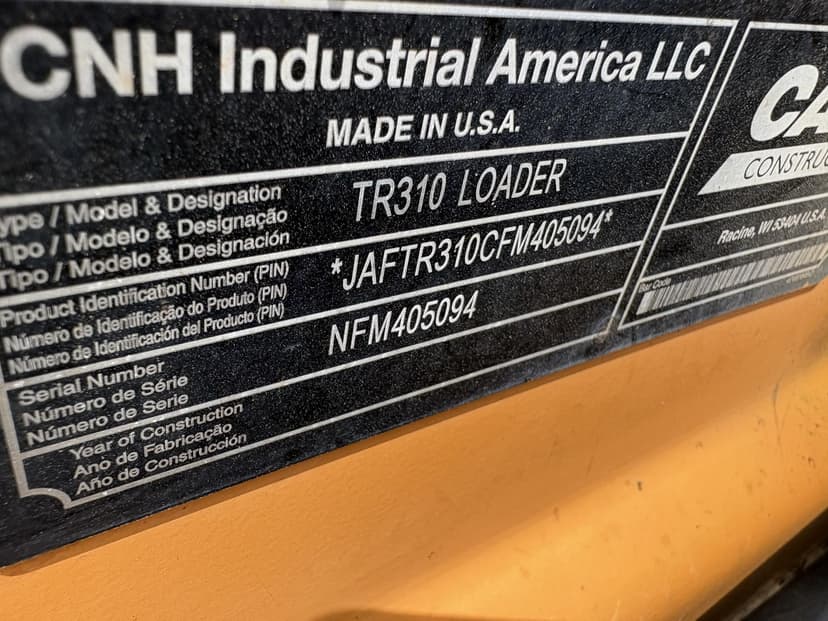 CNH Industrial America LLC
MADE IN U.S.A.
ype / Model & Designation
Tipo / Modelo & Designação
Tipo / Modelo & Designación
TR310 LOADER
Product Identification Number (PIN)
Número de Identificação do Produto (PIN)
Número de Identificación del Producto (PIN)
*JAFTR310CFM405094*
Serial Number
Número de Série
Número de Serie
NFM405094
Year of Construction
Ano de Fabricação
Año de Construcción
CA
CONSTRUC
Racine, WI 53404 U.S.A.
Bar Code